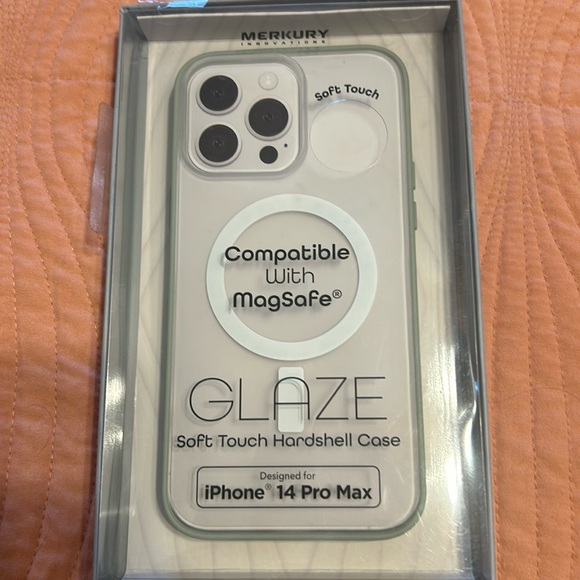 MERKURY
INNOVATIONS
Soft Touch
Compatible
With
MagSafe®
GLAZE
Soft Touch Hardshell Case
Designed for
iPhone® 14 Pro Max